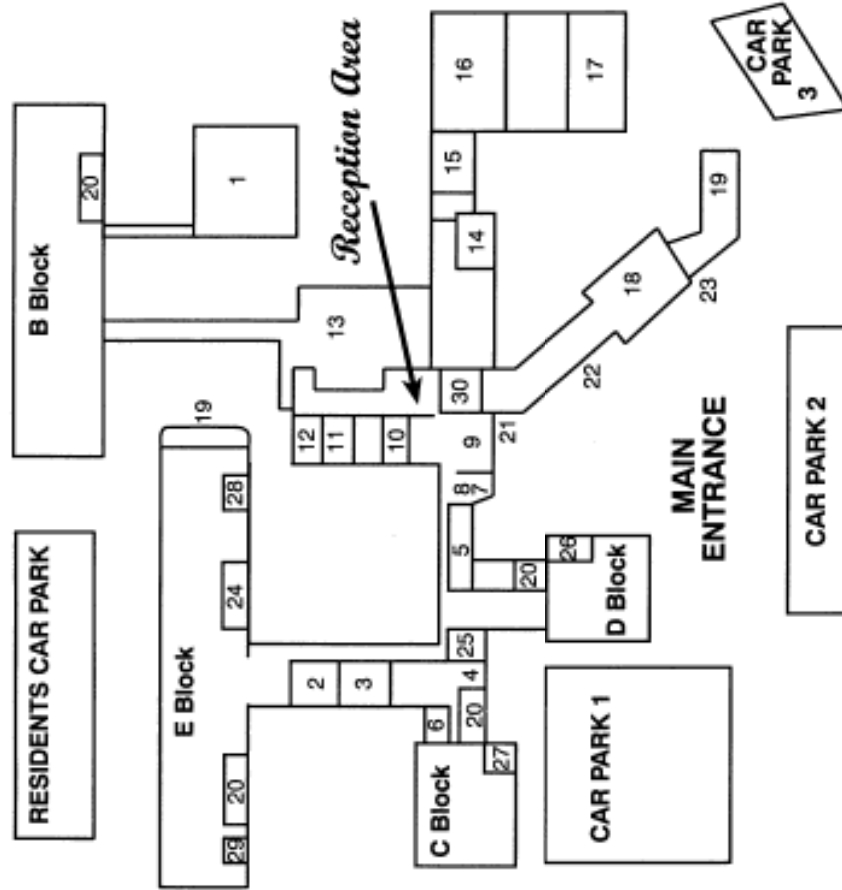 RESIDENTS CAR PARK
B Block
20
E Block
19
29
20
24
28
1
2
12
11
13
Reception Area
3
10
6
C Block
27
20
4
25
5
8
7
9
30
14
15
16
17
21
20
26
D Block
CAR PARK 1
22
18
23
19
MAIN
ENTRANCE
CAR PARK 2
CAR
PARK
3